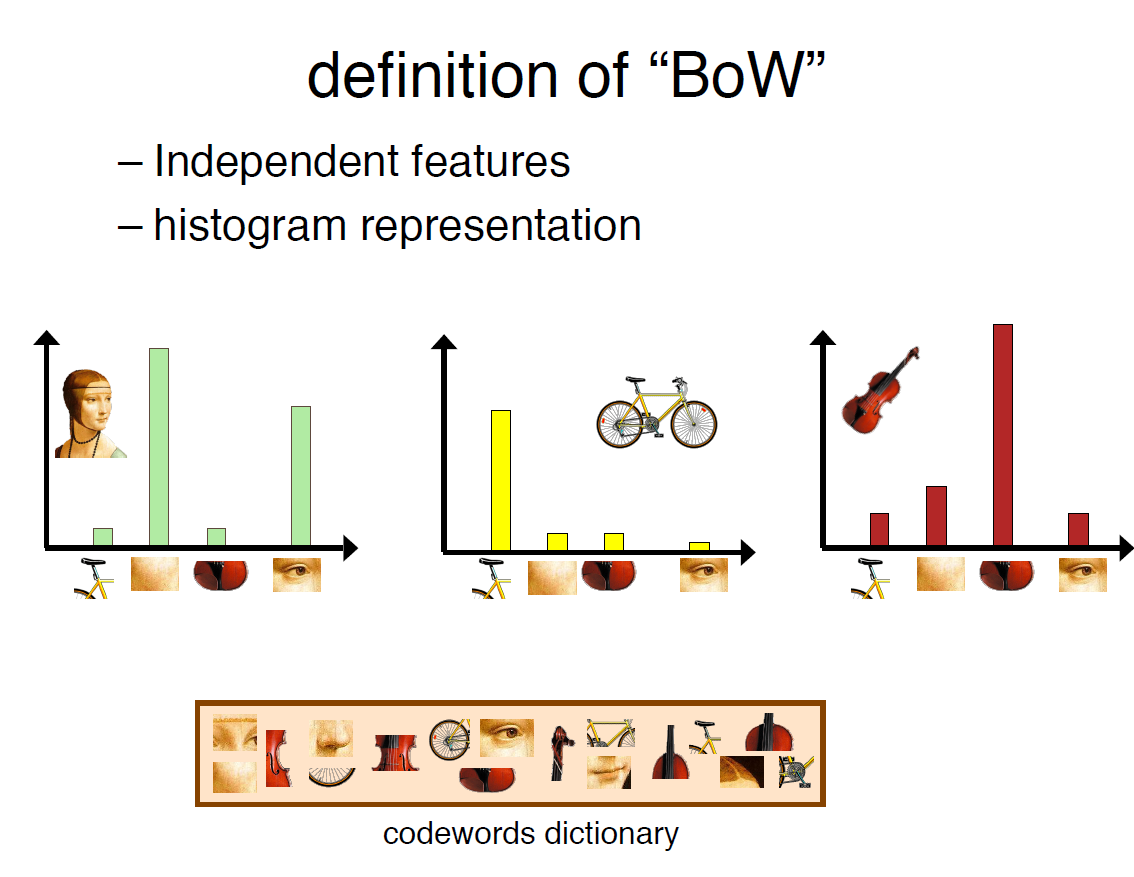 definition of “BoW”
– Independent features
– histogram representation
codewords dictionary